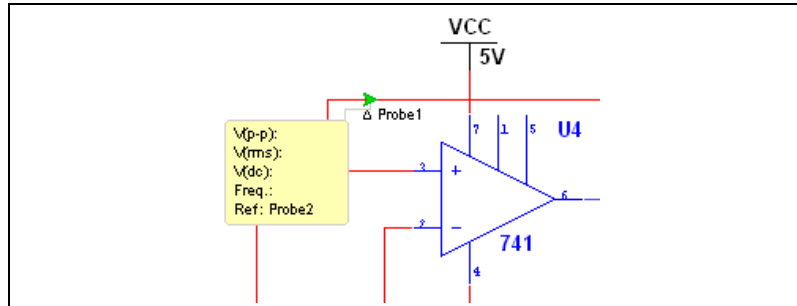 VCC
5V
Δ Probe1
V(p-p):
V(rms):
V(dc):
Freq.:
Ref: Probe2
7
1
5
U4
3
+
6
2
−
741
4